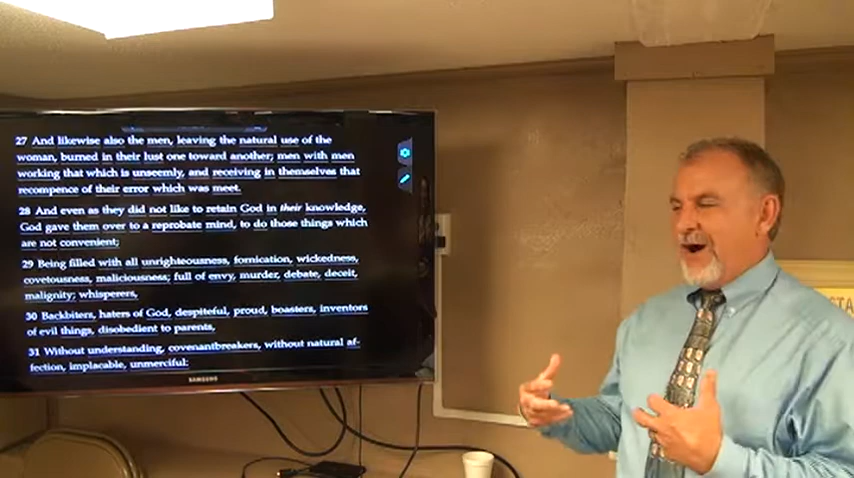 27 And likewise also the men, leaving the natural use of the
woman, burned in their lust one toward another; men with men
working that which is unseemly, and receiving in themselves that
recompence of their error which was meet.
28 And even as they did not like to retain God in their knowledge,
God gave them over to a reprobate mind, to do those things which
are not convenient;
29 Being filled with all unrighteousness, fornication, wickedness,
covetousness, maliciousness; full of envy, murder, debate, deceit,
malignity; whisperers,
30 Backbiters, haters of God, despiteful, proud, boasters, inventors
of evil things, disobedient to parents,
31 Without understanding, covenantbreakers, without natural af-
fection, implacable, unmerciful:
SAMSUNG
STA